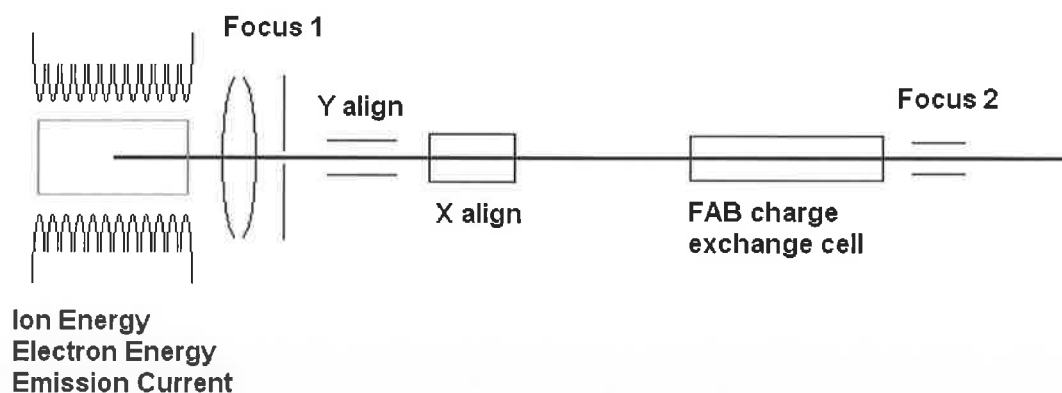 Focus 1
Y align
Focus 2
X align
FAB charge
exchange cell
Ion Energy
Electron Energy
Emission Current